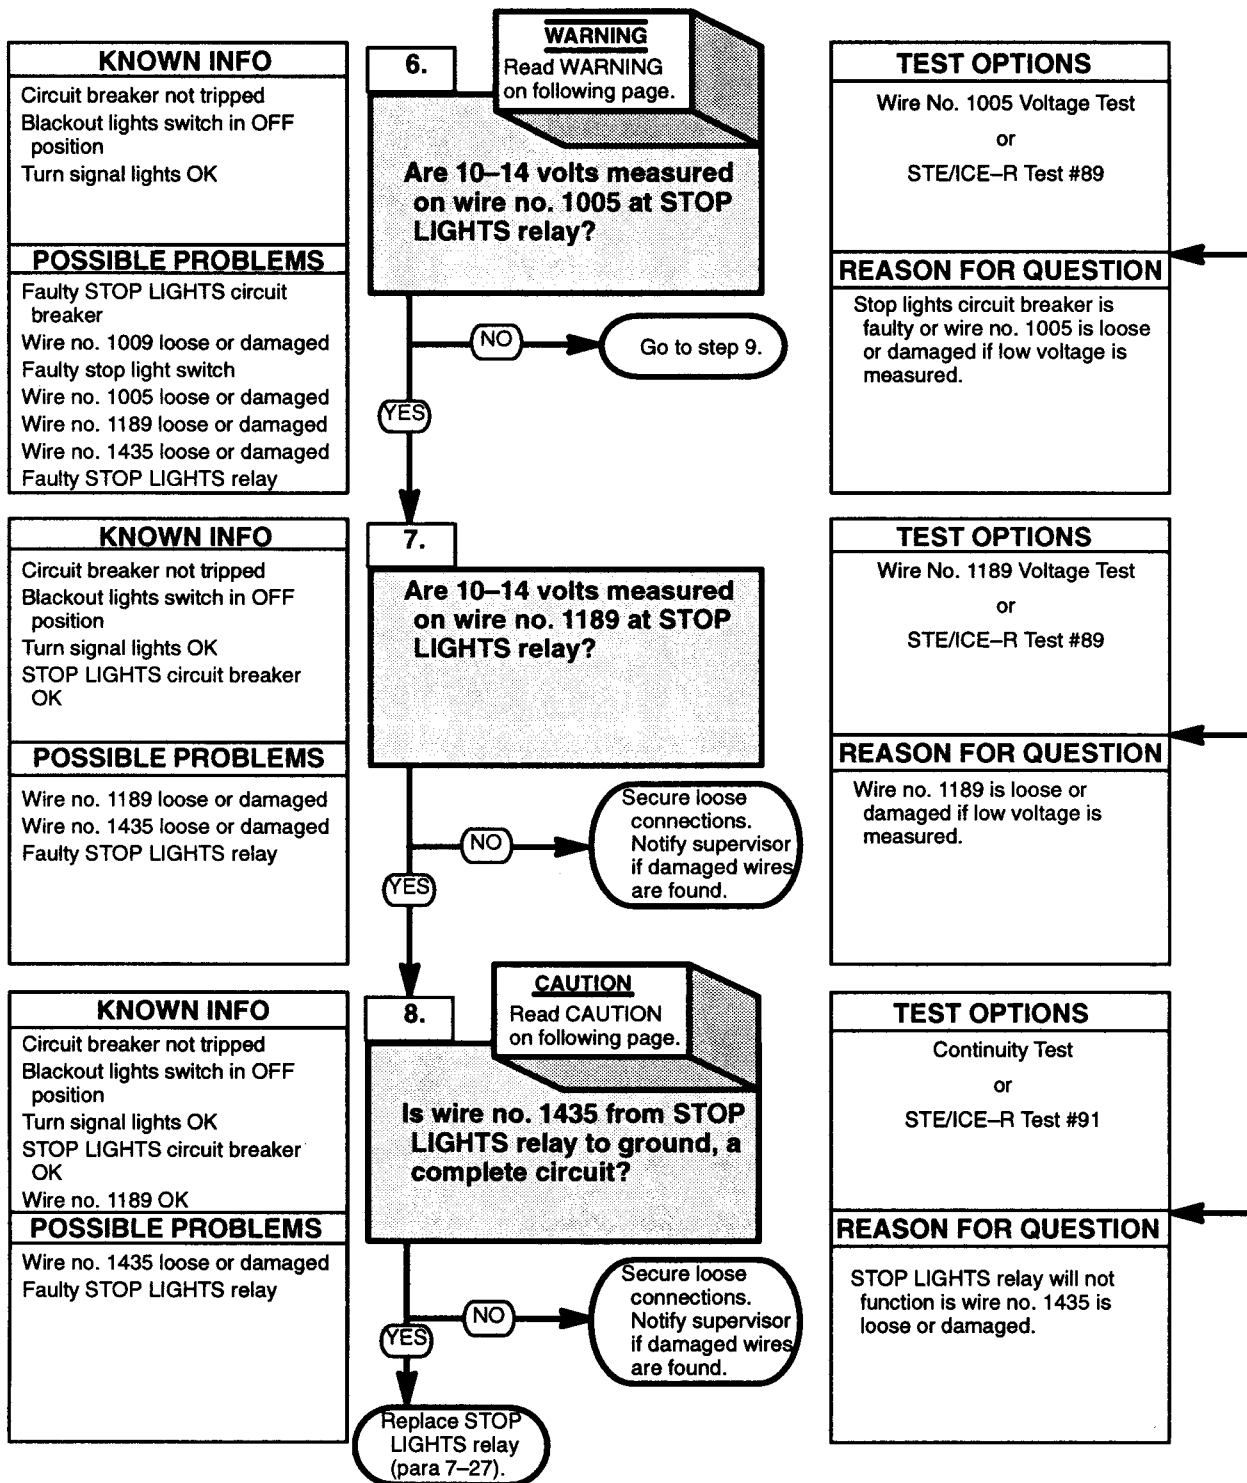 KNOWN INFO
Circuit breaker not tripped
Blackout lights switch in OFF
position
Turn signal lights OK
POSSIBLE PROBLEMS
Faulty STOP LIGHTS circuit
breaker
Wire no. 1009 loose or damaged
Faulty stop light switch
Wire no. 1005 loose or damaged
Wire no. 1189 loose or damaged
Wire no. 1435 loose or damaged
Faulty STOP LIGHTS relay
6.
WARNING
Read WARNING
on following page.
Are 10–14 volts measured
on wire no. 1005 at STOP
LIGHTS relay?
NO
Go to step 9.
YES
TEST OPTIONS
Wire No. 1005 Voltage Test
or
STE/ICE–R Test #89
REASON FOR QUESTION
Stop lights circuit breaker is
faulty or wire no. 1005 is loose
or damaged if low voltage is
measured.
KNOWN INFO
Circuit breaker not tripped
Blackout lights switch in OFF
position
Turn signal lights OK
STOP LIGHTS circuit breaker
OK
POSSIBLE PROBLEMS
Wire no. 1189 loose or damaged
Wire no. 1435 loose or damaged
Faulty STOP LIGHTS relay
7.
Are 10–14 volts measured
on wire no. 1189 at STOP
LIGHTS relay?
NO
Secure loose
connections.
Notify supervisor
if damaged wires
are found.
YES
TEST OPTIONS
Wire No. 1189 Voltage Test
or
STE/ICE–R Test #89
REASON FOR QUESTION
Wire no. 1189 is loose or
damaged if low voltage is
measured.
KNOWN INFO
Circuit breaker not tripped
Blackout lights switch in OFF
position
Turn signal lights OK
STOP LIGHTS circuit breaker
OK
Wire no. 1189 OK
POSSIBLE PROBLEMS
Wire no. 1435 loose or damaged
Faulty STOP LIGHTS relay
8.
CAUTION
Read CAUTION
on following page.
Is wire no. 1435 from STOP
LIGHTS relay to ground, a
complete circuit?
NO
Secure loose
connections.
Notify supervisor
if damaged wires
are found.
YES
Replace STOP
LIGHTS relay
(para 7–27).
TEST OPTIONS
Continuity Test
or
STE/ICE–R Test #91
REASON FOR QUESTION
STOP LIGHTS relay will not
function is wire no. 1435 is
loose or damaged.